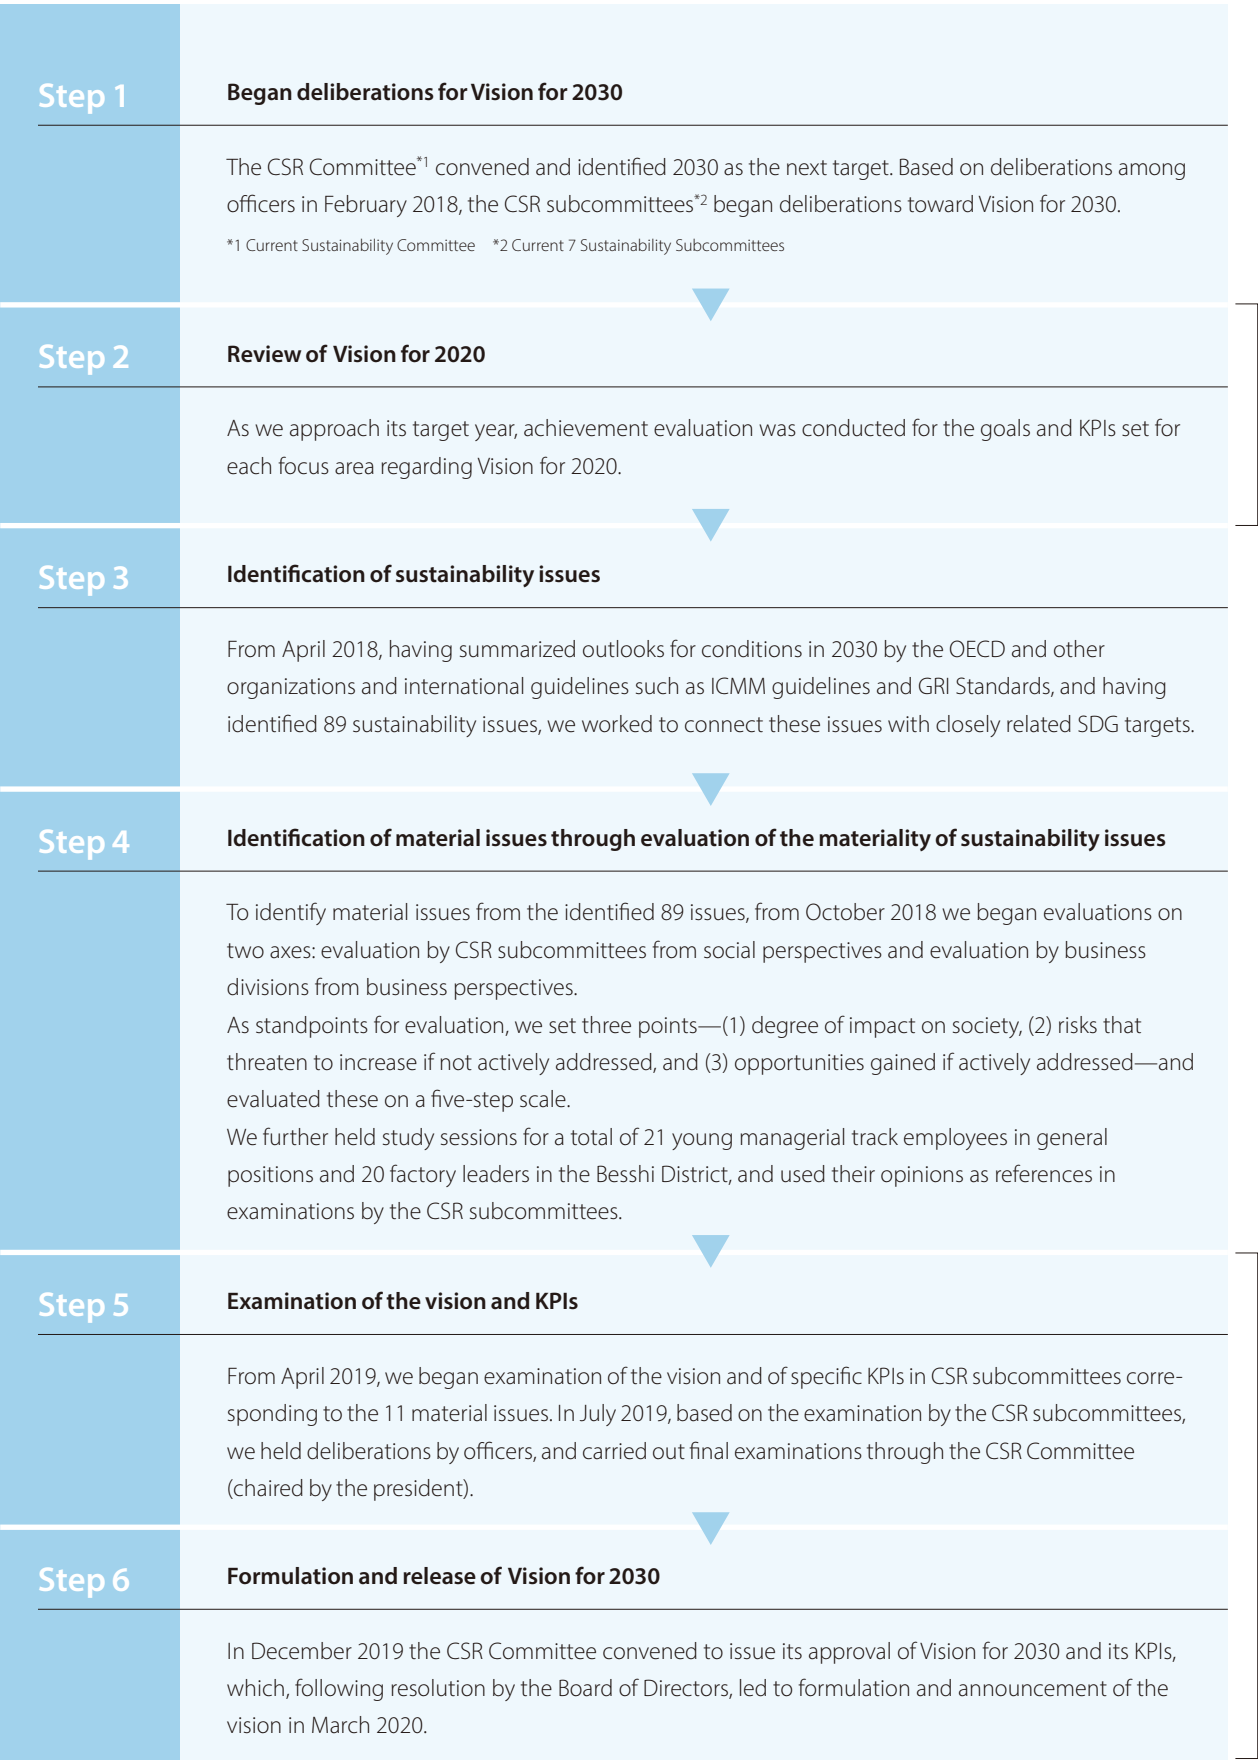 Step 1
Began deliberations for Vision for 2030
The CSR Committee*1 convened and identified 2030 as the next target. Based on deliberations among
officers in February 2018, the CSR subcommittees*2 began deliberations toward Vision for 2030.
*1 Current Sustainability Committee *2 Current 7 Sustainability Subcommittees
Step 2
Review of Vision for 2020
As we approach its target year, achievement evaluation was conducted for the goals and KPIs set for
each focus area regarding Vision for 2020.
Step 3
Identification of sustainability issues
From April 2018, having summarized outlooks for conditions in 2030 by the OECD and other
organizations and international guidelines such as ICMM guidelines and GRI Standards, and having
identified 89 sustainability issues, we worked to connect these issues with closely related SDG targets.
Step 4
Identification of material issues through evaluation of the materiality of sustainability issues
To identify material issues from the identified 89 issues, from October 2018 we began evaluations on
two axes: evaluation by CSR subcommittees from social perspectives and evaluation by business
divisions from business perspectives.
As standpoints for evaluation, we set three points—(1) degree of impact on society, (2) risks that
threaten to increase if not actively addressed, and (3) opportunities gained if actively addressed—and
evaluated these on a five-step scale.
We further held study sessions for a total of 21 young managerial track employees in general
positions and 20 factory leaders in the Besshi District, and used their opinions as references in
examinations by the CSR subcommittees.
Step 5
Examination of the vision and KPIs
From April 2019, we began examination of the vision and of specific KPIs in CSR subcommittees corre-
sponding to the 11 material issues. In July 2019, based on the examination by the CSR subcommittees,
we held deliberations by officers, and carried out final examinations through the CSR Committee
(chaired by the president).
Step 6
Formulation and release of Vision for 2030
In December 2019 the CSR Committee convened to issue its approval of Vision for 2030 and its KPIs,
which, following resolution by the Board of Directors, led to formulation and announcement of the
vision in March 2020.